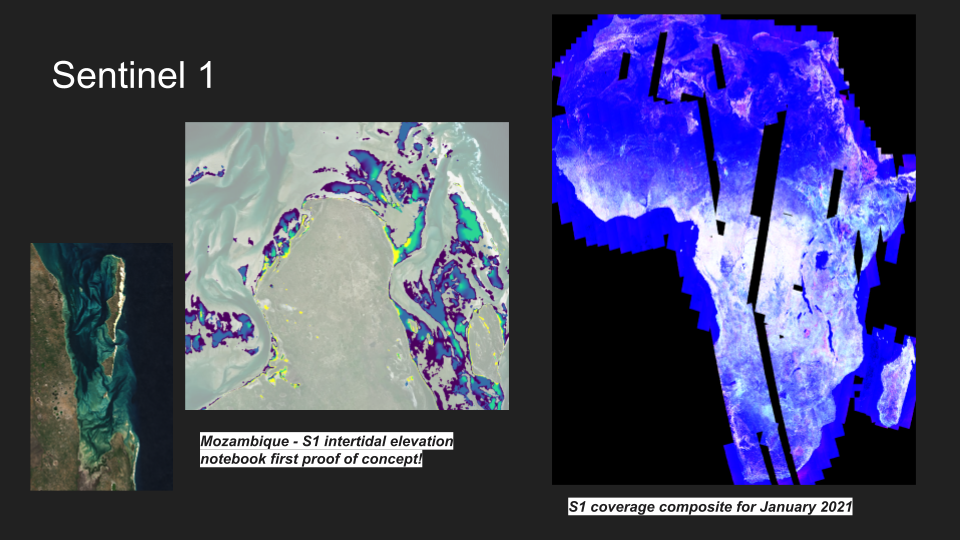 Sentinel 1
Mozambique - S1 intertidal elevation
notebook first proof of concept!
S1 coverage composite for January 2021